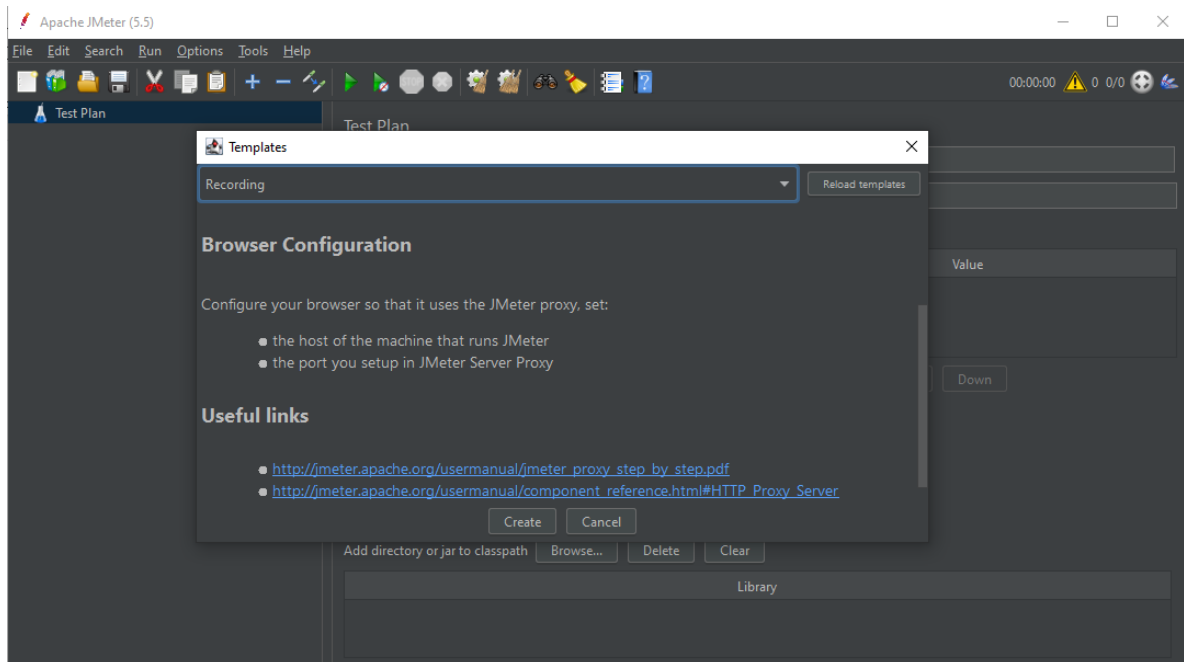 Apache JMeter (5.5)
File Edit Search Run Options Tools Help
STOP
00:00:00 0 0/0
Test Plan
Test Plan
Templates
Recording
Reload templates
Browser Configuration
Value
Configure your browser so that it uses the JMeter proxy, set:
the host of the machine that runs JMeter
the port you setup in JMeter Server Proxy
Down
Useful links
http://jmeter.apache.org/usermanual/jmeter_proxy_step_by_step.pdf
http://jmeter.apache.org/usermanual/component_reference.html#HTTP_Proxy_Server
Create Cancel
Add directory or jar to classpath Browse... Delete Clear
Library